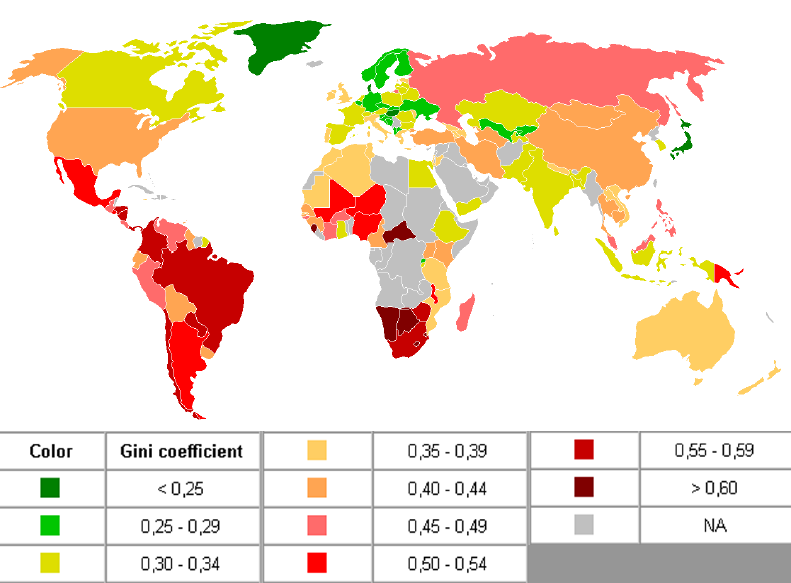 Color Gini coefficient 0,35 - 0,39 0,55 - 0,59
< 0,25 0,40 - 0,44 > 0,60
0,25 - 0,29 0,45 - 0,49 NA
0,30 - 0,34 0,50 - 0,54